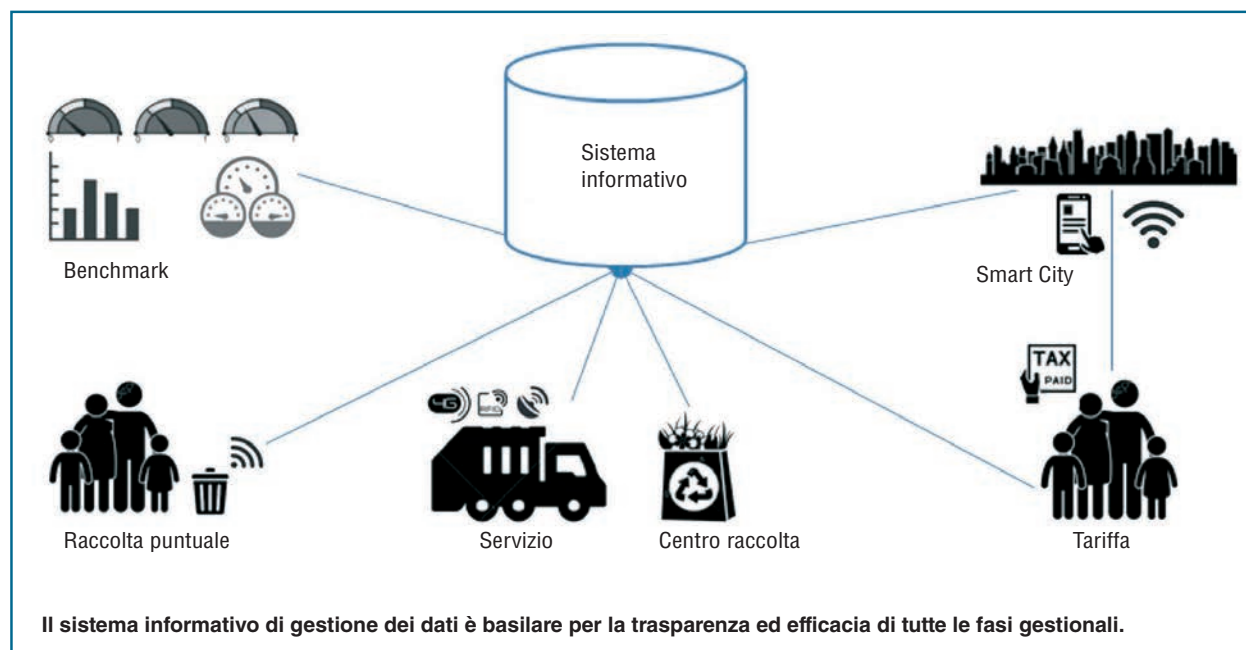 Sistema
informativo
Benchmark
Smart City
TAX
PAID
4G
RFID
Raccolta puntuale
Servizio
Centro raccolta
Tariffa
Il sistema informativo di gestione dei dati è basilare per la trasparenza ed efficacia di tutte le fasi gestionali.